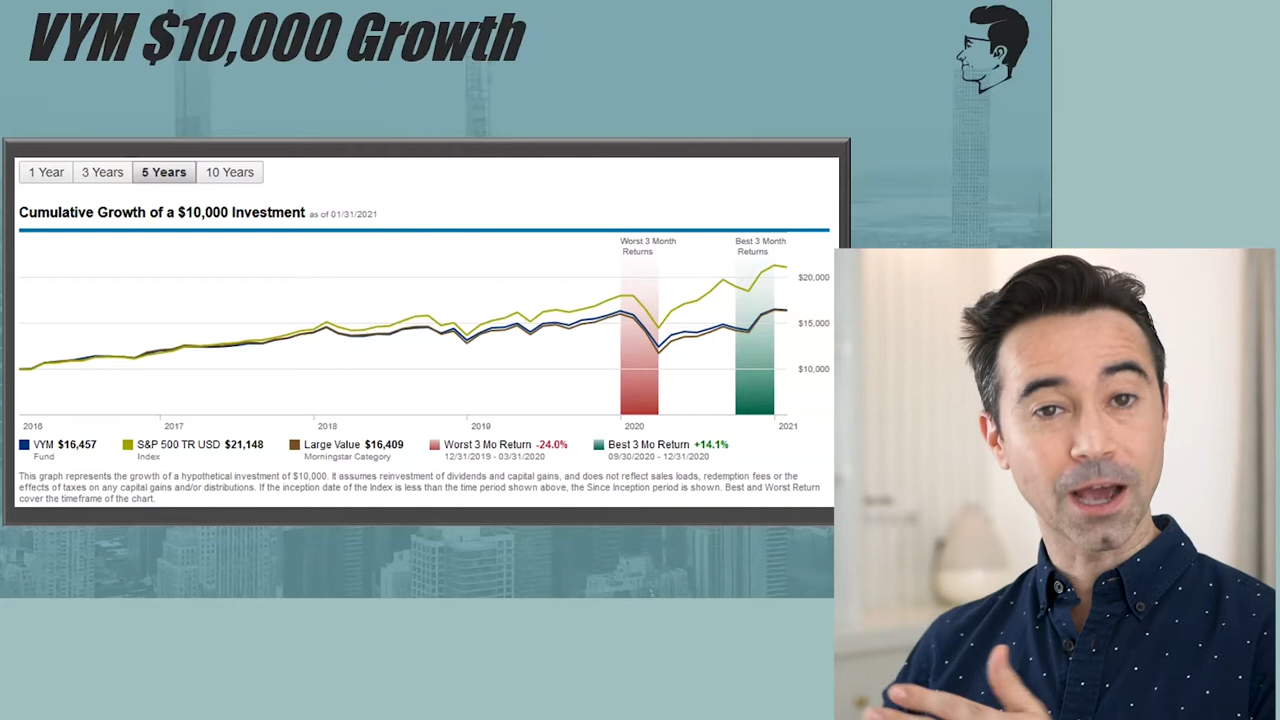 VYM $10,000 Growth
1 Year 3 Years 5 Years 10 Years
Cumulative Growth of a $10,000 Investment as of 01/31/2021
Worst 3 Month Best 3 Month
Returns Returns
$20,000
$15,000
$10,000
2016 2017 2018 2019 2020 2021
VYM $16,457 S&P 500 TR USD $21,148 Large Value $16,409 Worst 3 Mo Return -24.0% Best 3 Mo Return +14.1%
Fund Index Morningstar Category 12/31/2019 - 03/31/2020 09/30/2020 - 12/31/2020
This graph represents the growth of a hypothetical investment of $10,000. It assumes reinvestment of dividends and capital gains, and does not reflect sales loads, redemption fees or the
effects of taxes on any capital gains and/or distributions. If the inception date of the Index is less than the time period shown above, the Since Inception period is shown. Best and Worst Return
cover the timeframe of the chart.